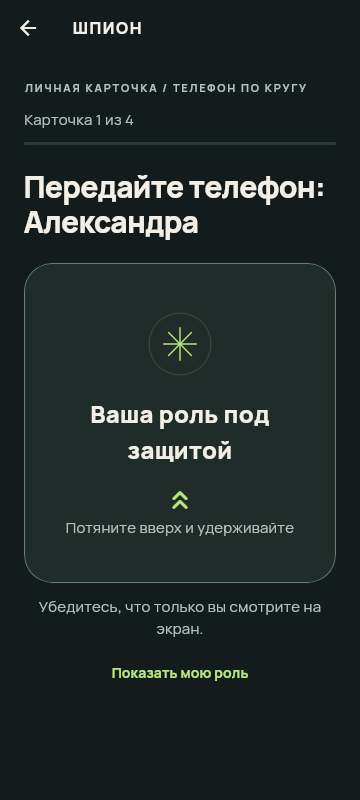 ШПИОН
ЛИЧНАЯ КАРТОЧКА / ТЕЛЕФОН ПО КРУГУ
Карточка 1 из 4
Передайте телефон:
Александра
Ваша роль под
защитой
Потяните вверх и удерживайте
Убедитесь, что только вы смотрите на
экран.
Показать мою роль